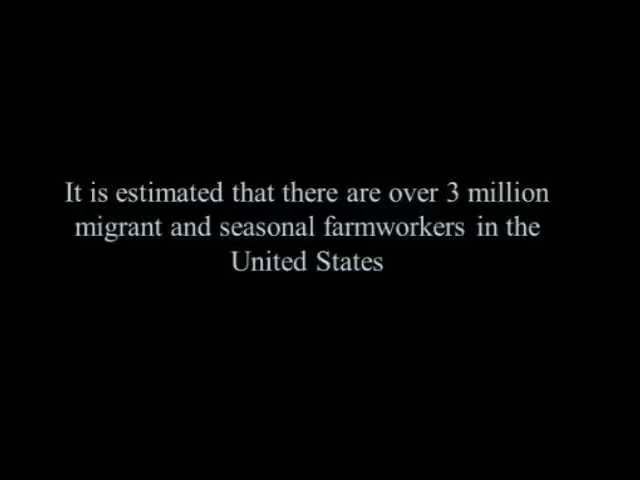 It is estimated that there are over 3 million
migrant and seasonal farmworkers in the
United States